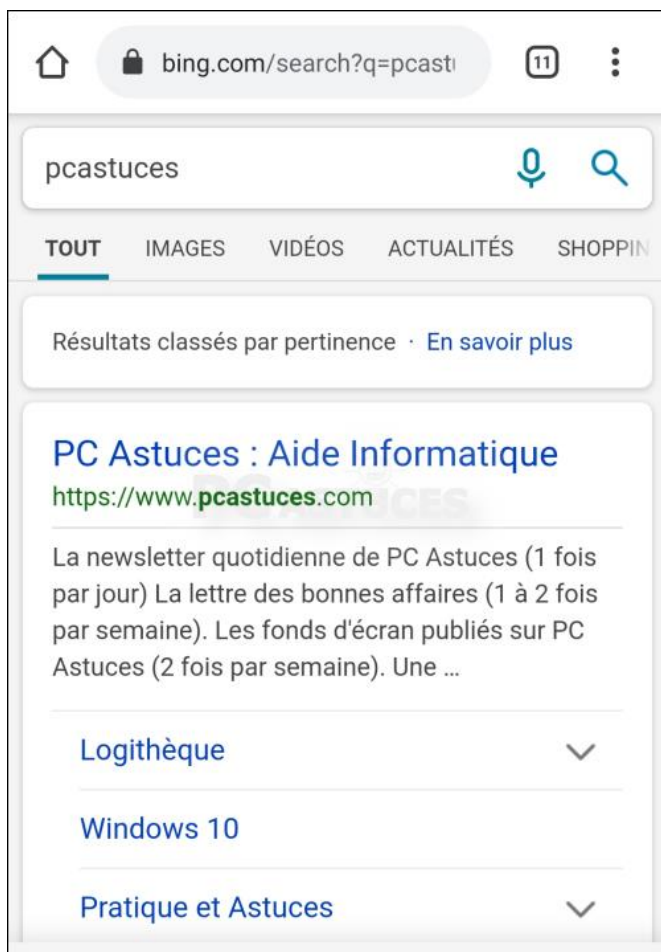 bing.com/search?q=pcast
11
pcastuces
TOUT IMAGES VIDÉOS ACTUALITÉS SHOPPIN
Résultats classés par pertinence · En savoir plus
PC Astuces : Aide Informatique
https://www.pcastuces.com
PC ASTUCES
La newsletter quotidienne de PC Astuces (1 fois
par jour) La lettre des bonnes affaires (1 à 2 fois
par semaine). Les fonds d'écran publiés sur PC
Astuces (2 fois par semaine). Une ...
Logithèque
Windows 10
Pratique et Astuces